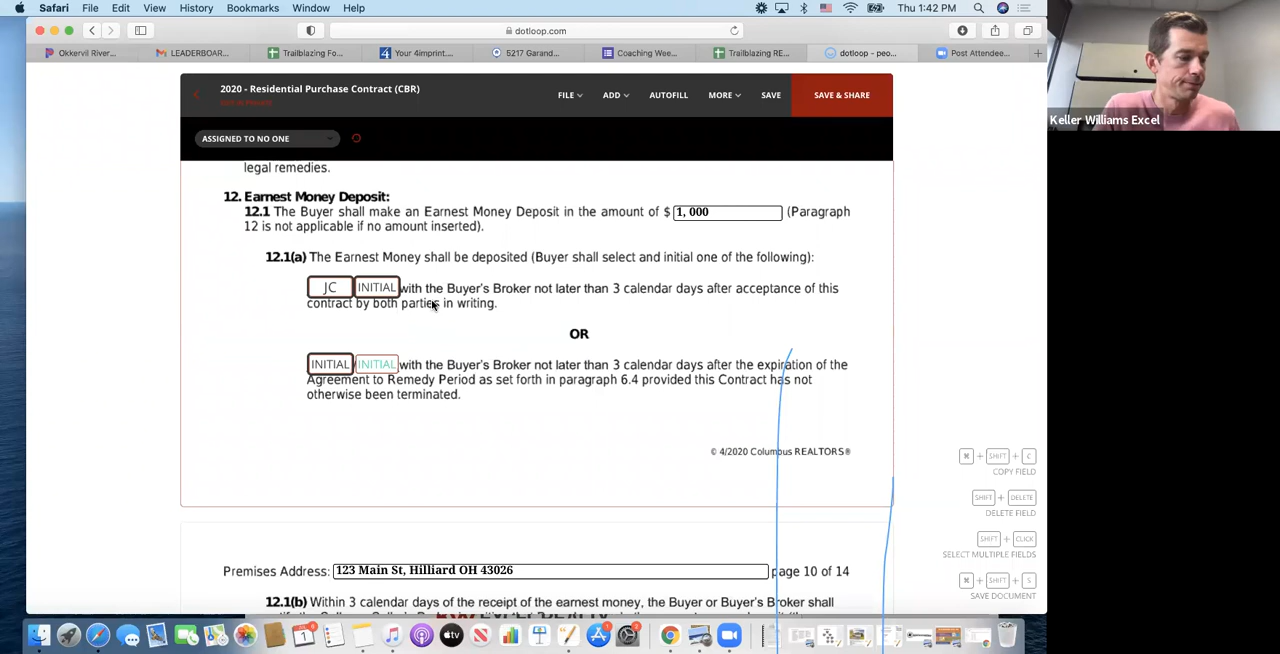 Safari File Edit View History Bookmarks Window Help
Thu 1:42 PM
dotloop.com
Okkervil River...
LEADERBOAR...
Trailblazing Fo...
Your 4imprint...
5217 Garand...
Coaching Wee...
Trailblazing RE...
dotloop - peo...
Post Attendee...
2020 - Residential Purchase Contract (CBR)
FILE ADD AUTOFILL MORE SAVE SAVE & SHARE
ASSIGNED TO NO ONE
Keller Williams Excel
legal remedies.
12. Earnest Money Deposit:
12.1 The Buyer shall make an Earnest Money Deposit in the amount of $ 1, 000 (Paragraph
12 is not applicable if no amount inserted).
12.1(a) The Earnest Money shall be deposited (Buyer shall select and initial one of the following):
JC INITIAL with the Buyer's Broker not later than 3 calendar days after acceptance of this
contract by both parties in writing.
OR
INITIAL INITIAL with the Buyer's Broker not later than 3 calendar days after the expiration of the
Agreement to Remedy Period as set forth in paragraph 6.4 provided this Contract has not
otherwise been terminated.
© 4/2020 Columbus REALTORS®
⌘ + SHIFT + C
COPY FIELD
SHIFT + DELETE
DELETE FIELD
SHIFT + CLICK
SELECT MULTIPLE FIELDS
⌘ + SHIFT + S
SAVE DOCUMENT
Premises Address: 123 Main St, Hilliard OH 43026 page 10 of 14
12.1(b) Within 3 calendar days of the receipt of the earnest money, the Buyer or Buyer's Broker shall